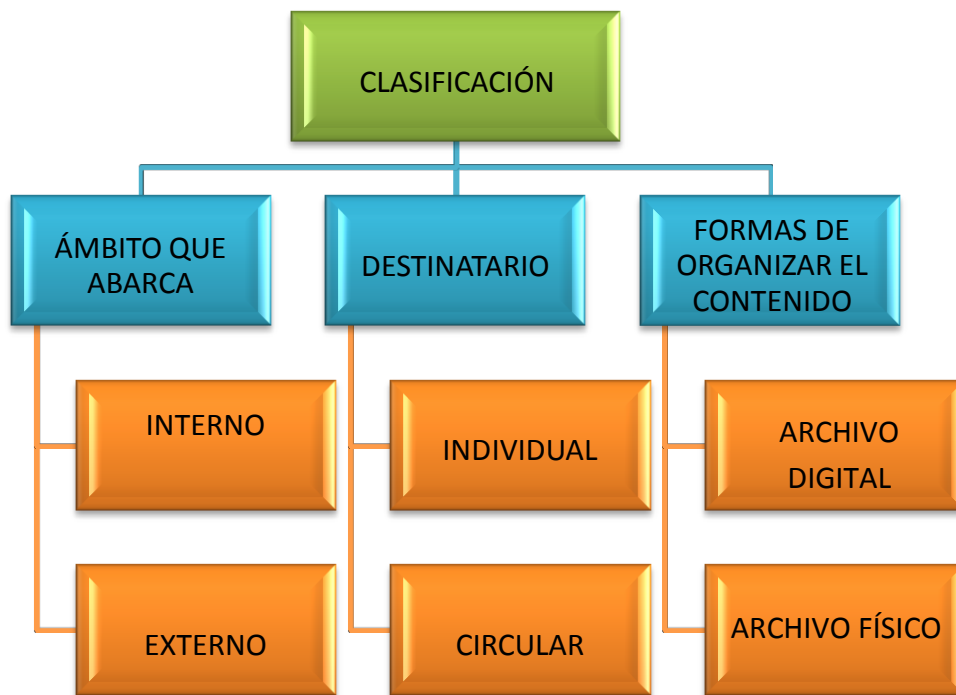 CLASIFICACIÓN
ÁMBITO QUE
ABARCA
DESTINATARIO
FORMAS DE
ORGANIZAR EL
CONTENIDO
INTERNO
INDIVIDUAL
ARCHIVO
DIGITAL
EXTERNO
CIRCULAR
ARCHIVO FÍSICO